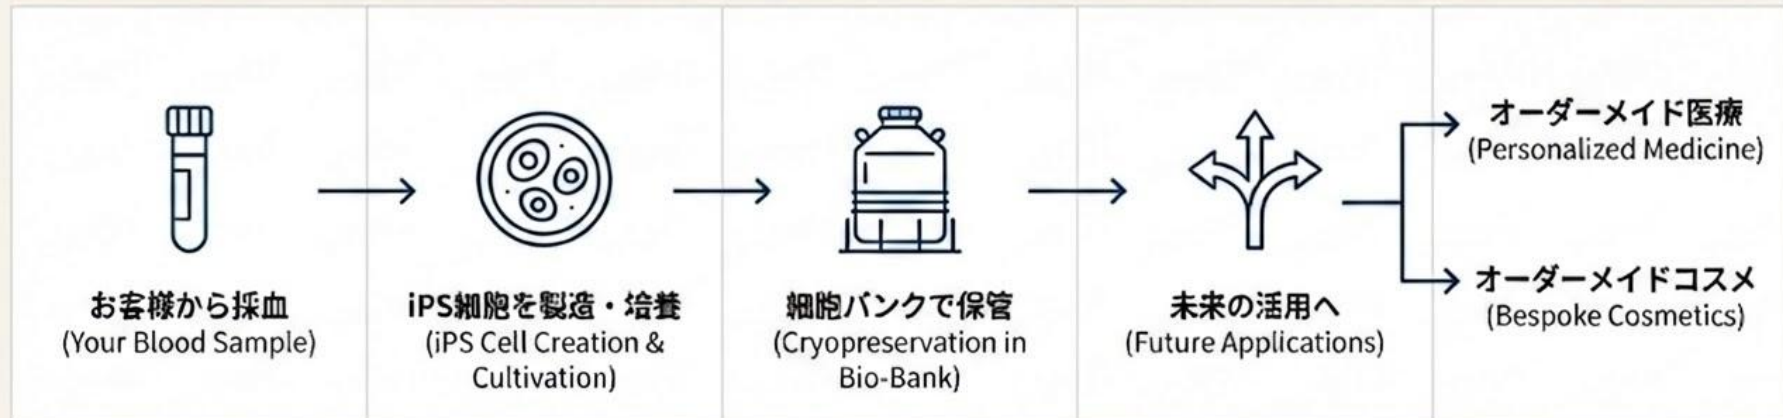 お客様から採血
(Your Blood Sample)
iPS細胞を製造・培養
(iPS Cell Creation &
Cultivation)
細胞バンクで保管
(Cryopreservation in
Bio-Bank)
未来の活用へ
(Future Applications)
オーダーメイド医療
(Personalized Medicine)
オーダーメイドコスメ
(Bespoke Cosmetics)